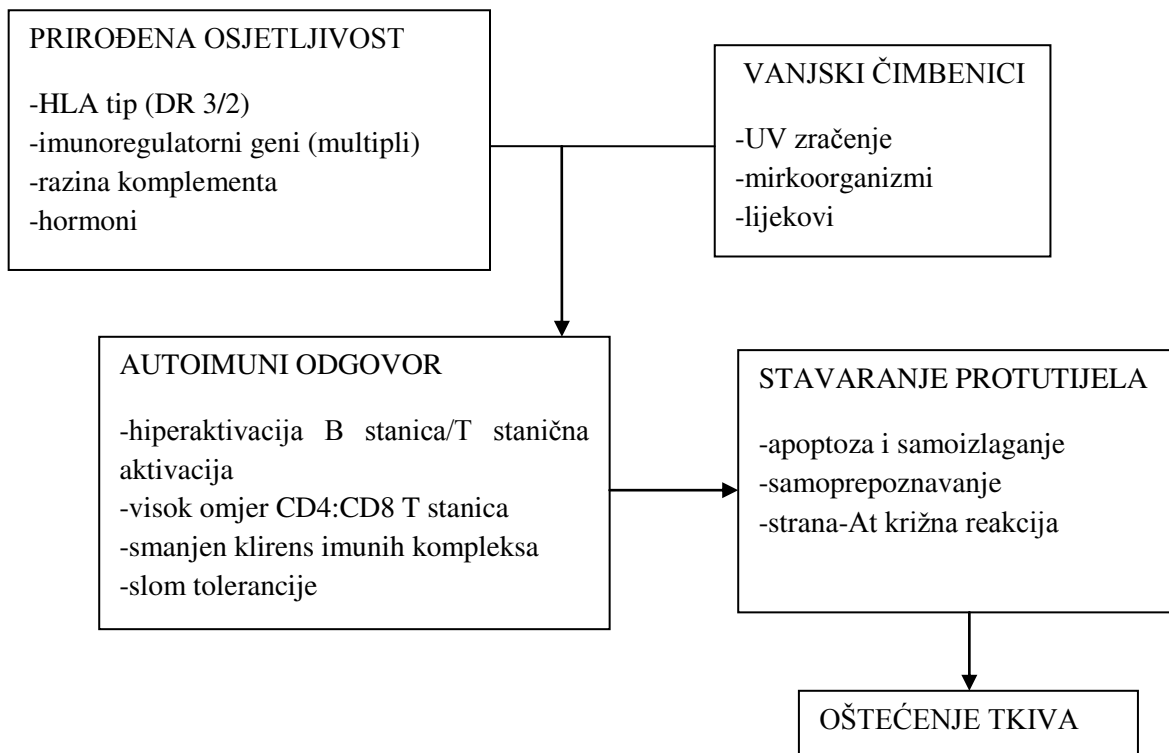 PRIROĐENA OSJETLJIVOST
-HLA tip (DR 3/2)
-imunoregulatorni geni (multipli)
-razina komplementa
-hormoni
VANJSKI ČIMBENICI
-UV zračenje
-mirkoorganizmi
-lijekovi
AUTOIMUNI ODGOVOR
-hiperaktivacija B stanica/T stanična
aktivacija
-visok omjer CD4:CD8 T stanica
-smanjen klirens imunih kompleksa
-slom tolerancije
STAVARANJE PROTUTIJELA
-apoptoza i samoizlaganje
-samoprepoznavanje
-strana-At križna reakcija
OŠTEĆENJE TKIVA